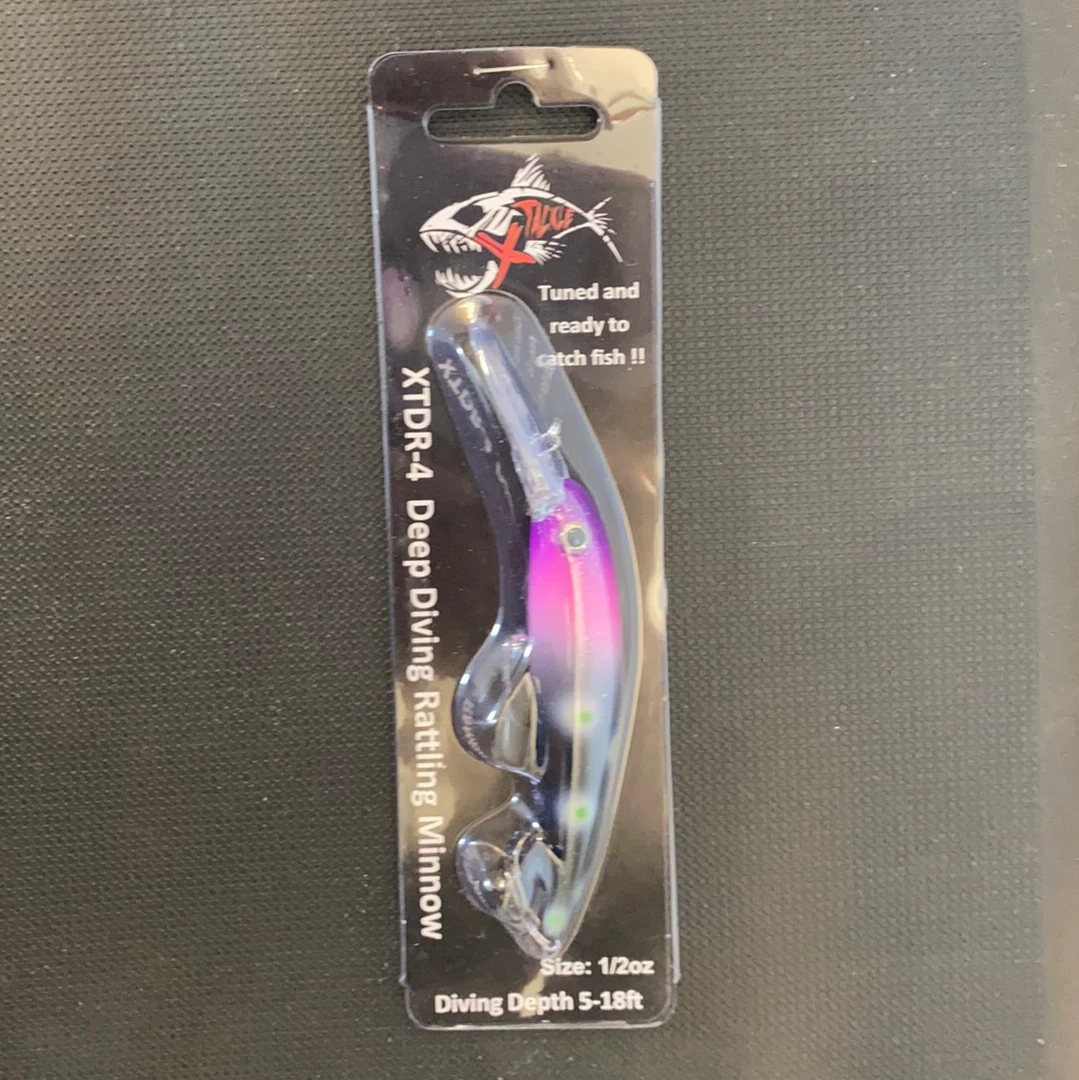 X TACKLE
Tuned and
ready to
catch fish !!
XTDR-4 Deep Diving Rattling Minnow
Size: 1/2oz
Diving Depth 5-18ft